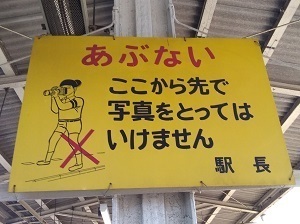 あぶない
ここから先で
写真をとっては
いけません
駅長